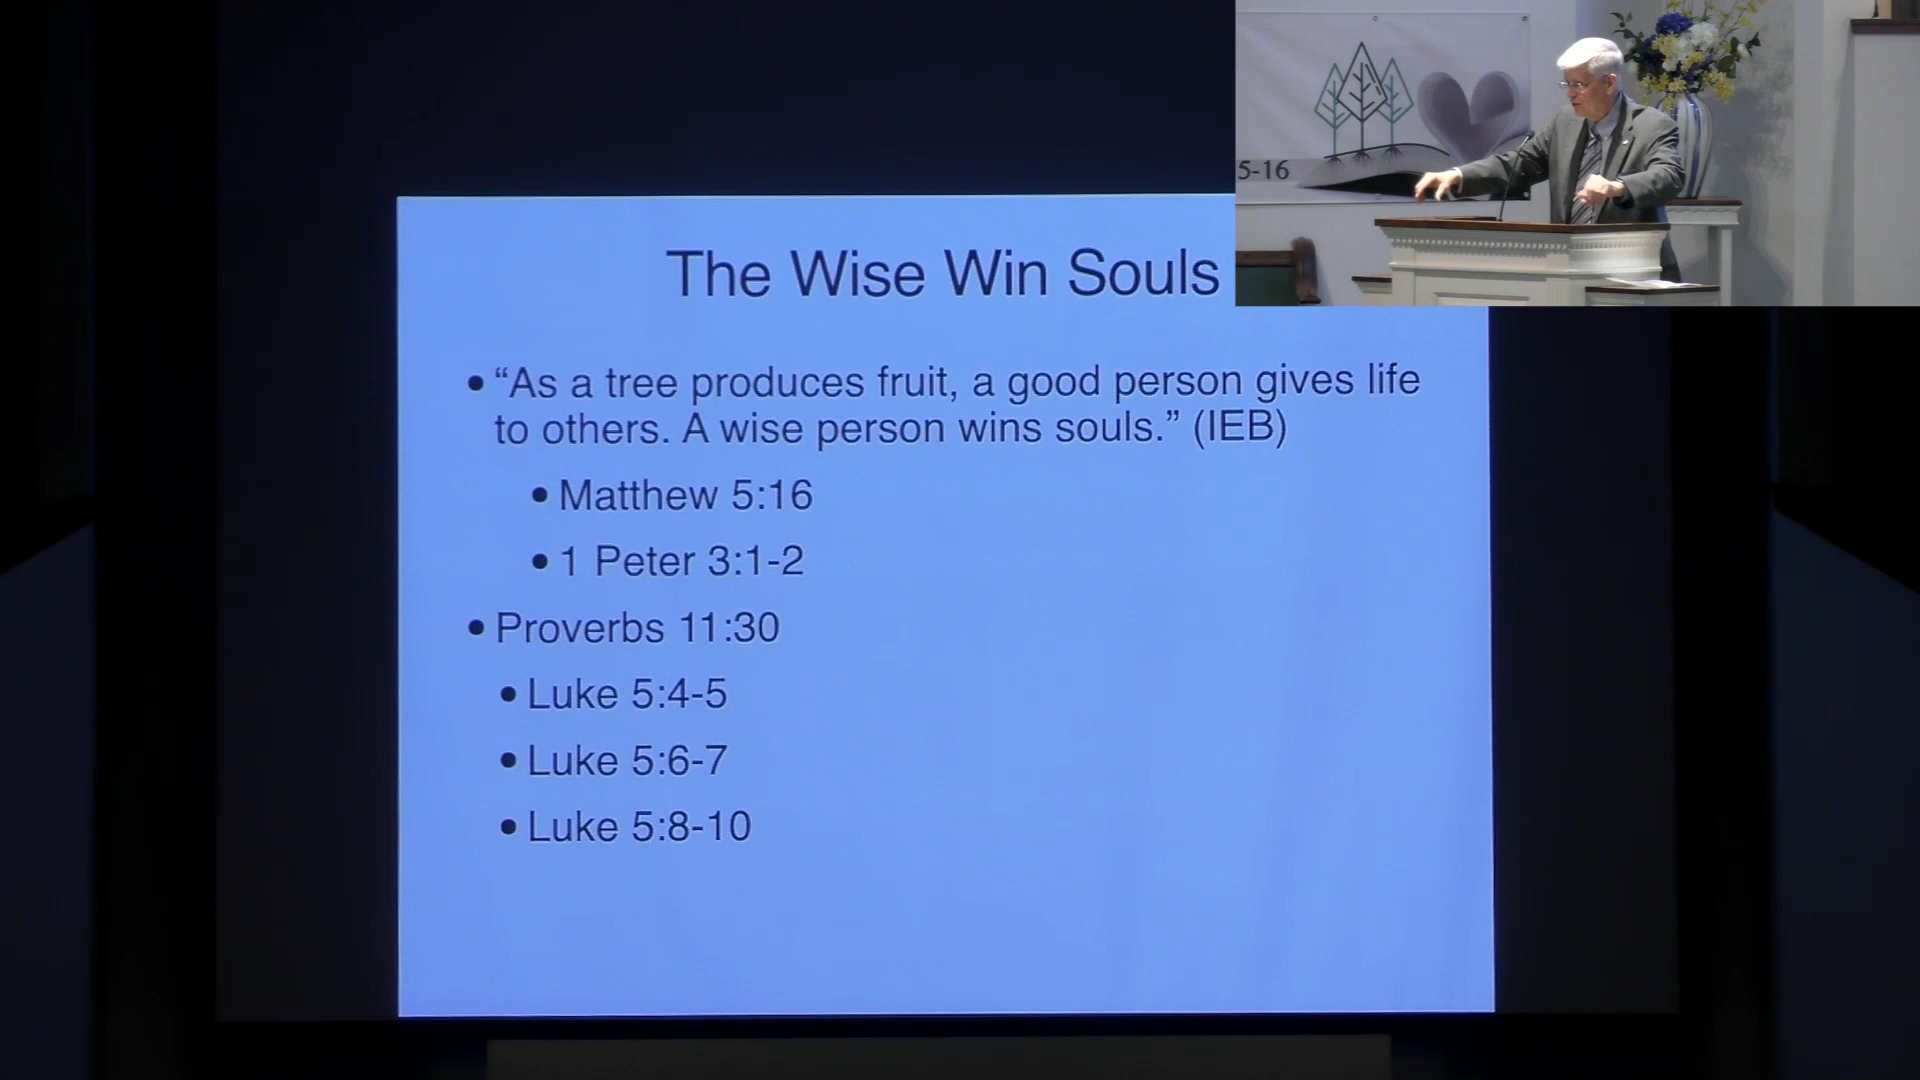 The Wise Win Souls
• “As a tree produces fruit, a good person gives life
to others. A wise person wins souls.” (IEB)
• Matthew 5:16
• 1 Peter 3:1-2
• Proverbs 11:30
• Luke 5:4-5
• Luke 5:6-7
• Luke 5:8-10
5-16